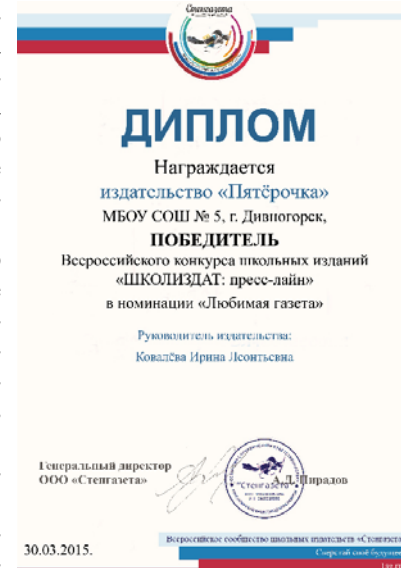 Стенгазета
ДИПЛОМ
Награждается
издательство «Пятёрочка»
МБОУ СОШ № 5, г. Дивногорск,
ПОБЕДИТЕЛЬ
Всероссийского конкурса школьных изданий
«ШКОЛИЗДАТ: пресс-лайн»
в номинации «Любимая газета»
Руководитель издательства:
Ковалёва Ирина Леонтьевна
Генеральный директор
ООО «Стенгазета»
А.Д. Пирадов
"Стенгазета"
30.03.2015.
Всероссийское сообщество школьных издательств «Стенгазета